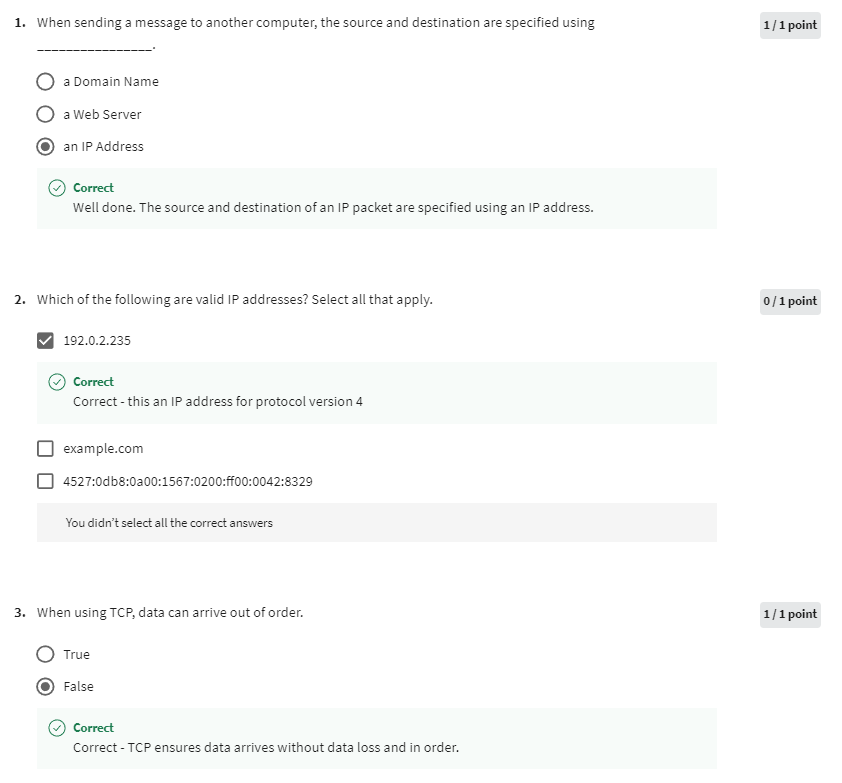 1. When sending a message to another computer, the source and destination are specified using
________________.
1 / 1 point
a Domain Name
a Web Server
an IP Address
Correct
Well done. The source and destination of an IP packet are specified using an IP address.
2. Which of the following are valid IP addresses? Select all that apply.
0 / 1 point
192.0.2.235
Correct
Correct - this an IP address for protocol version 4
example.com
4527:0db8:0a00:1567:0200:ff00:0042:8329
You didn't select all the correct answers
3. When using TCP, data can arrive out of order.
1 / 1 point
True
False
Correct
Correct - TCP ensures data arrives without data loss and in order.